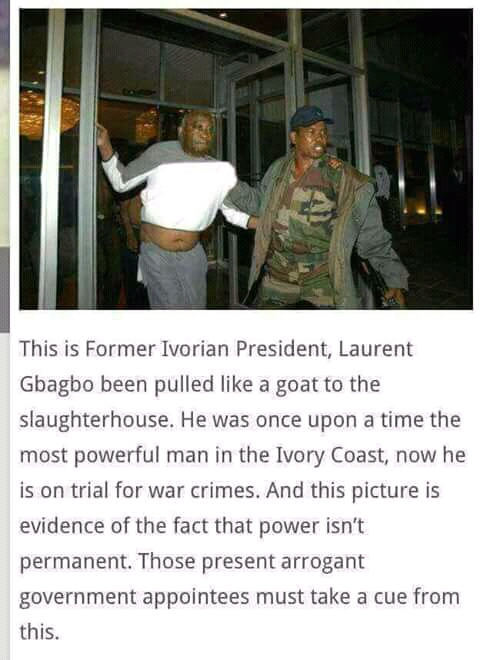 This is Former Ivorian President, Laurent
Gbagbo been pulled like a goat to the
slaughterhouse. He was once upon a time the
most powerful man in the Ivory Coast, now he
is on trial for war crimes. And this picture is
evidence of the fact that power isn’t
permanent. Those present arrogant
government appointees must take a cue from
this.